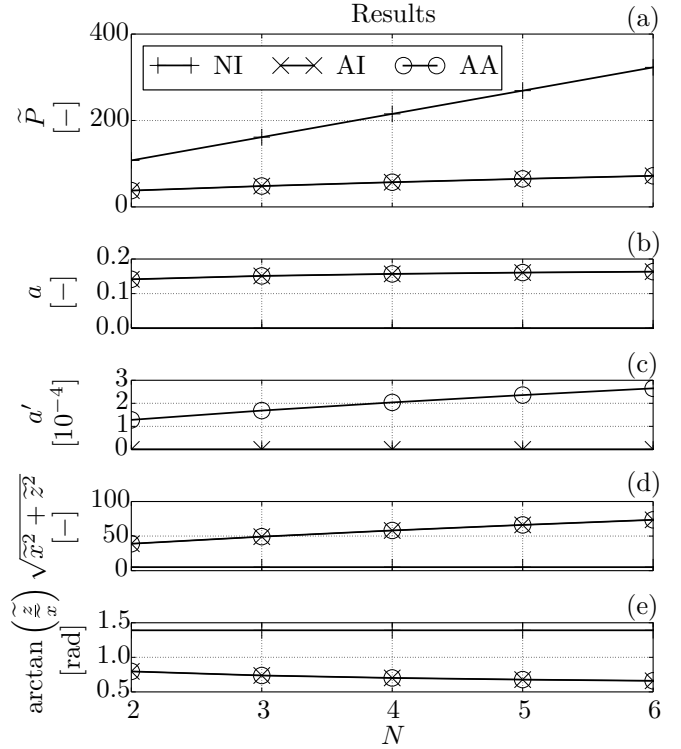 Results
(a)
400
200
0
P̃
[−]
NI AI AA
(b)
0.2
0.1
0.0
a
[−]
(c)
3
2
1
0
a′
[10⁻⁴]
(d)
100
50
0
√x̃² + z̃²
[−]
(e)
1.5
1.0
0.5
arctan (z̃/x̃)
[rad]
2 3 4 5 6
N